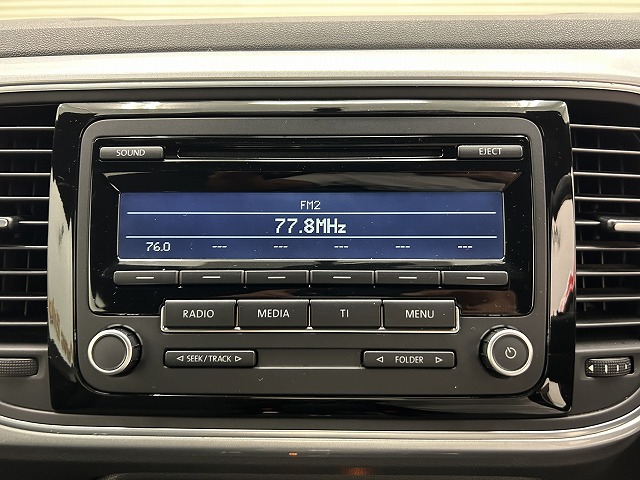 SOUND EJECT
FM2
77.8MHz
76.0 --- --- --- --- ---
RADIO MEDIA TI MENU
◁ SEEK/TRACK ▷ ◁ FOLDER ▷